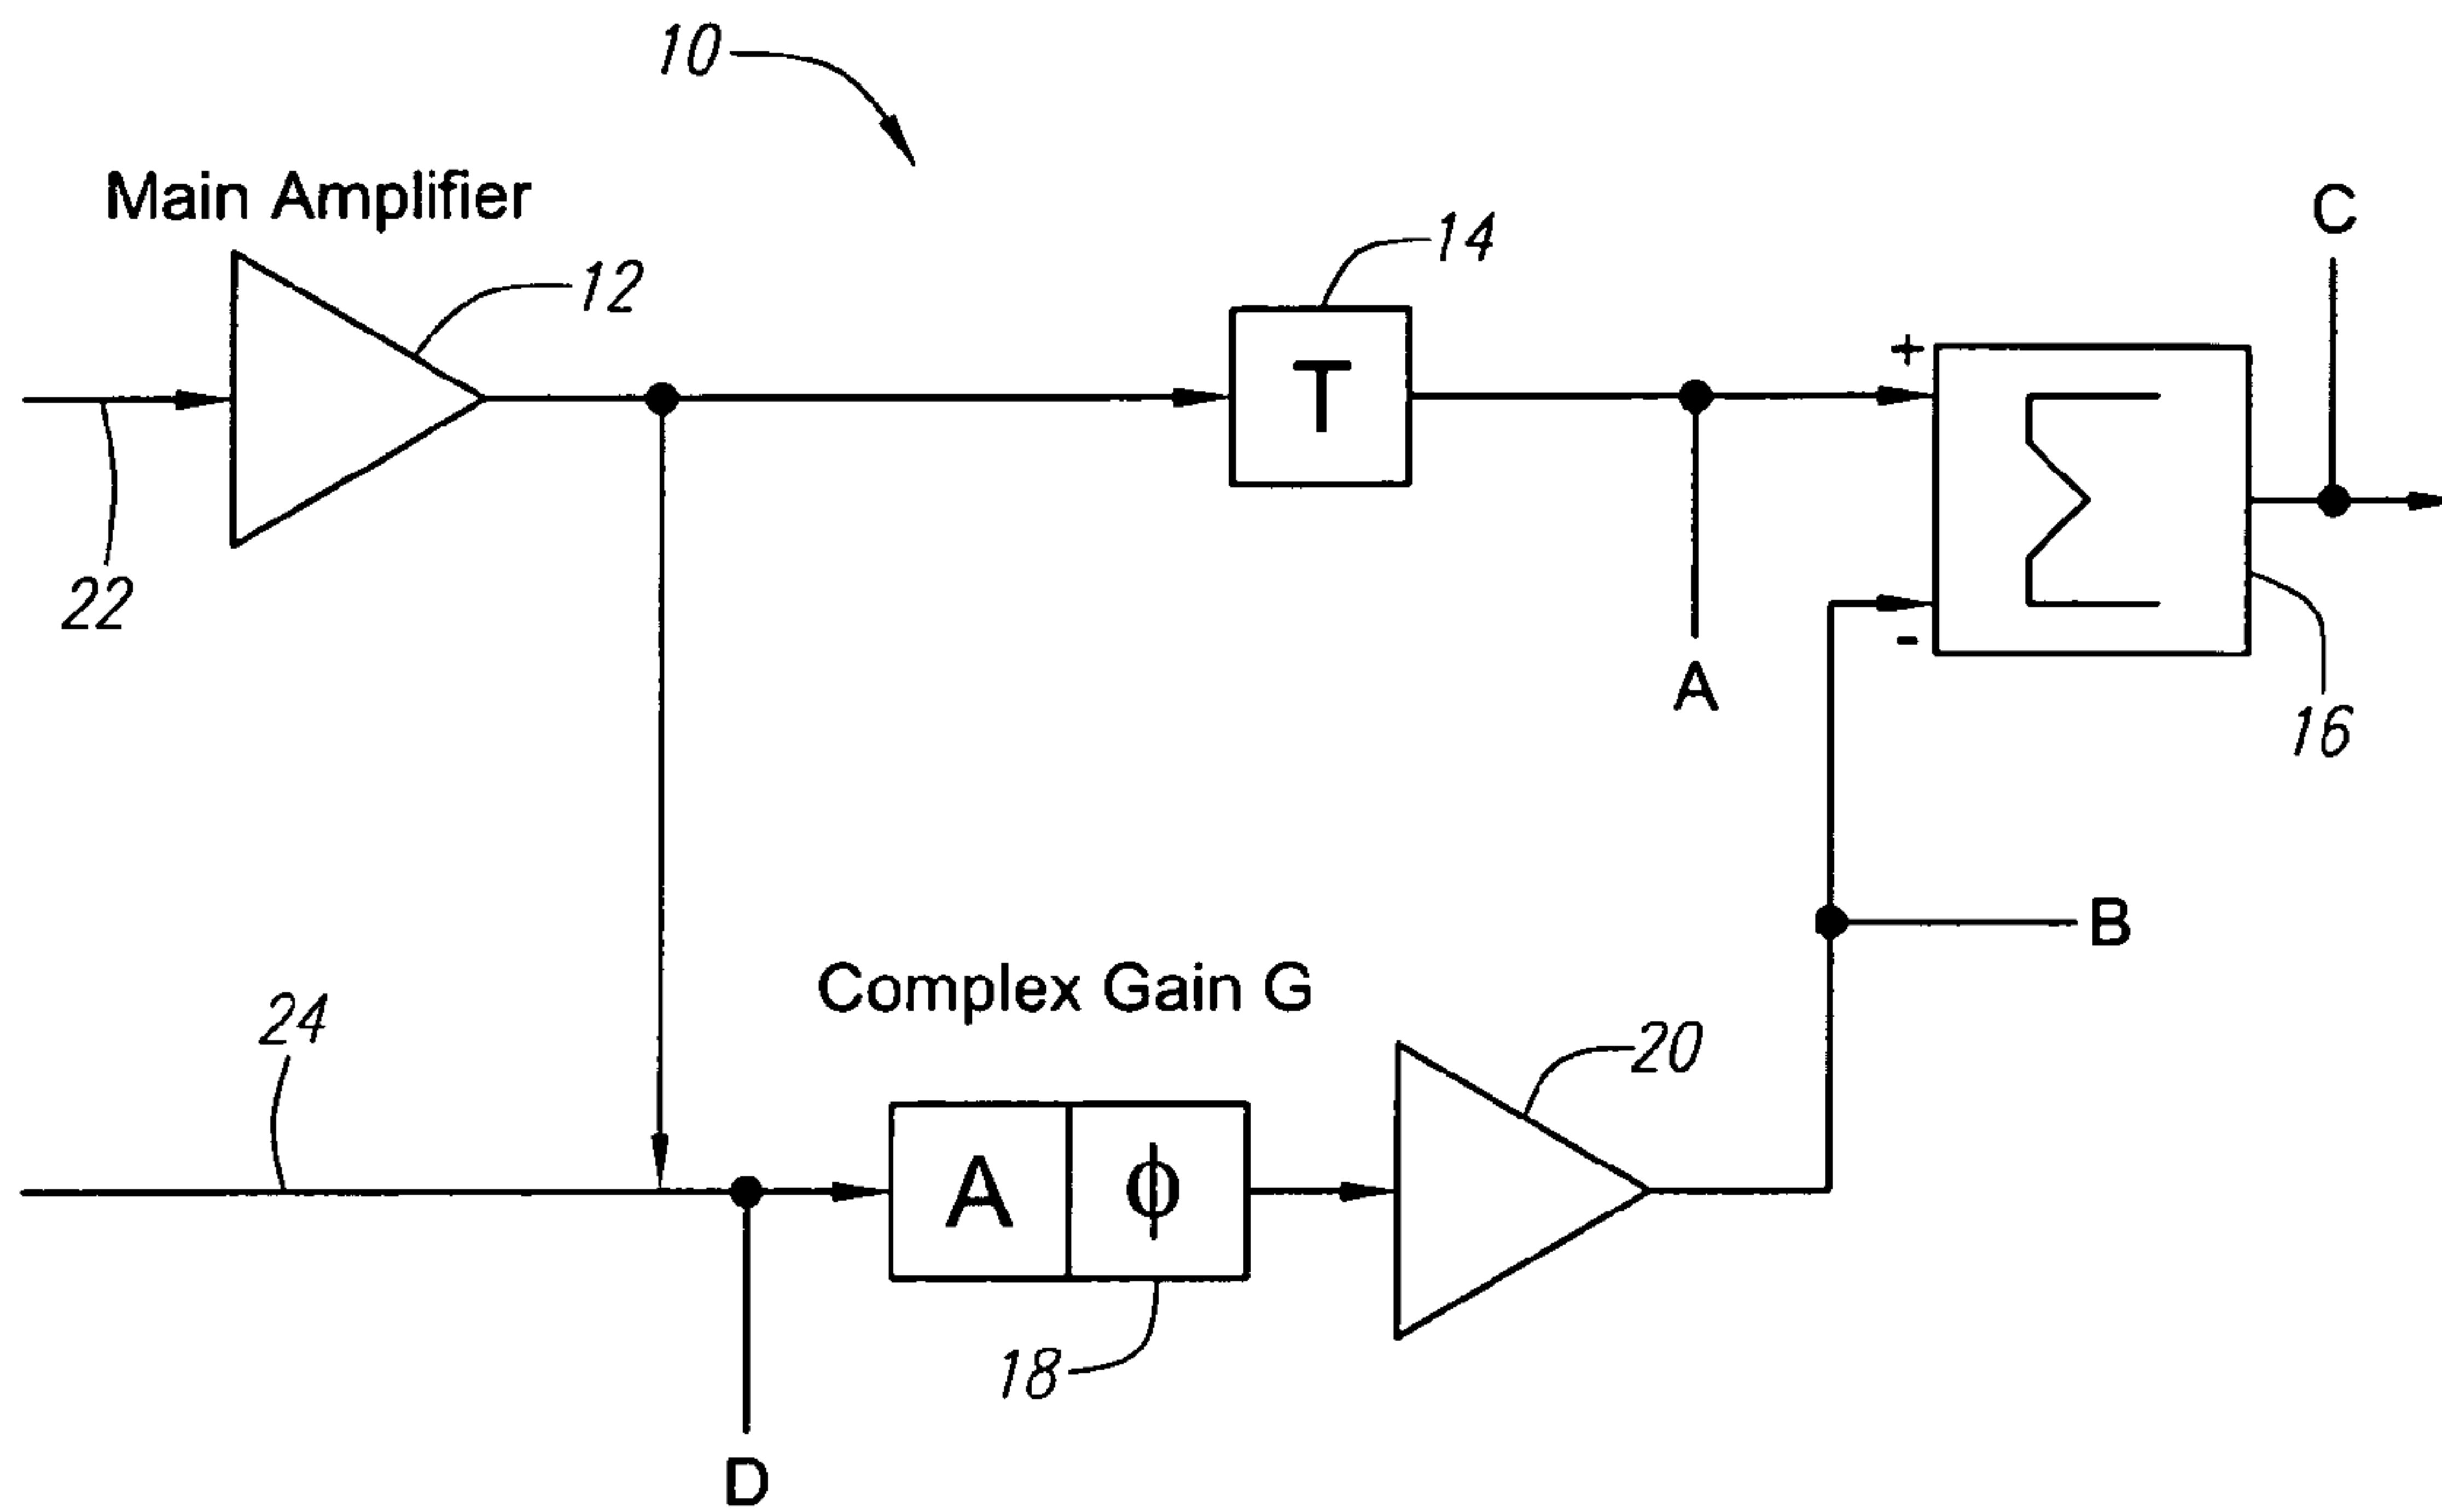 10
Main Amplifier
12
14
C
22
T
+
Σ
-
A
16
B
Complex Gain G
24
20
A ϕ
18
D